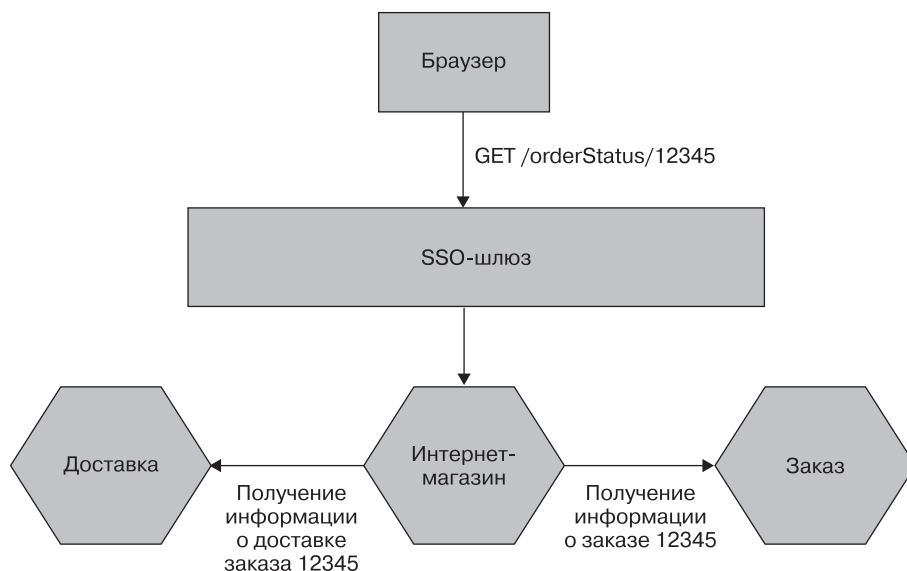 Браузер
GET /orderStatus/12345
SSO-шлюз
Доставка
Интернет-
магазин
Заказ
Получение
информации
о доставке
заказа 12345
Получение
информации
о заказе 12345